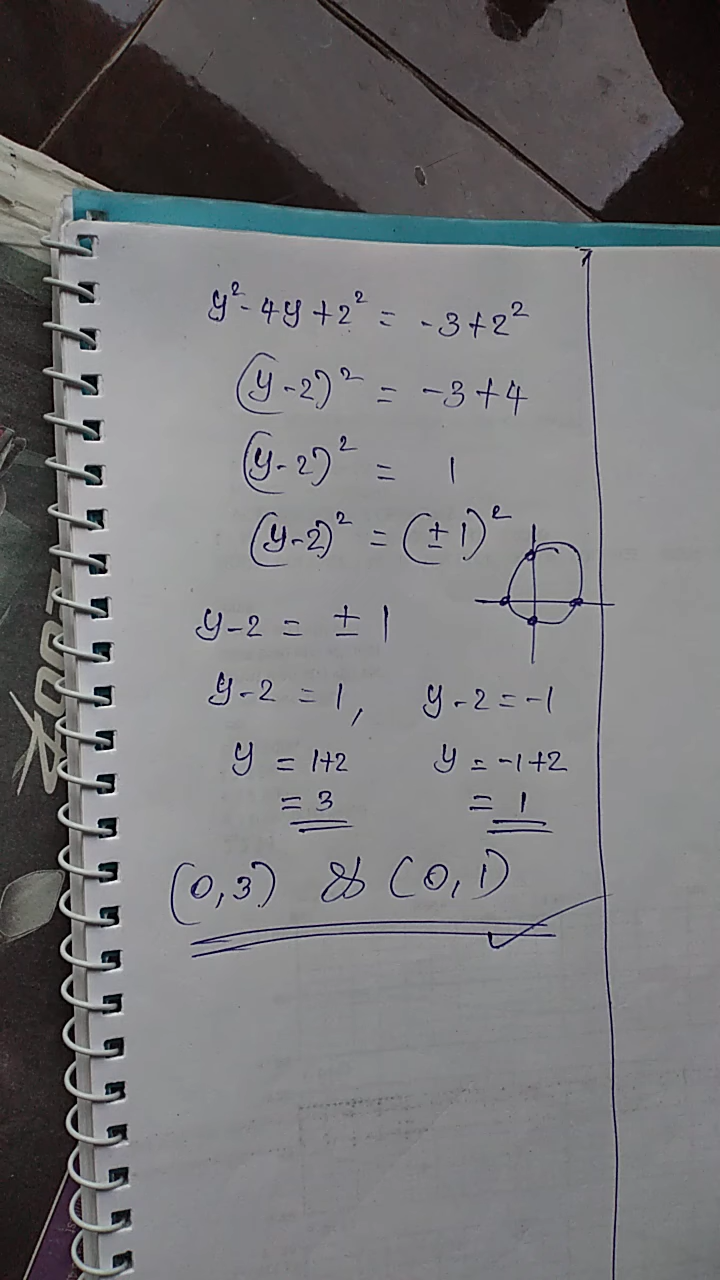 y² - 4y + 2² = -3 + 2²
(y - 2)² = -3 + 4
(y - 2)² = 1
(y - 2)² = (± 1)²
y - 2 = ± 1
y - 2 = 1, y - 2 = -1
y = 1+2 y = -1+2
= 3 = 1
(0, 3) & (0, 1)